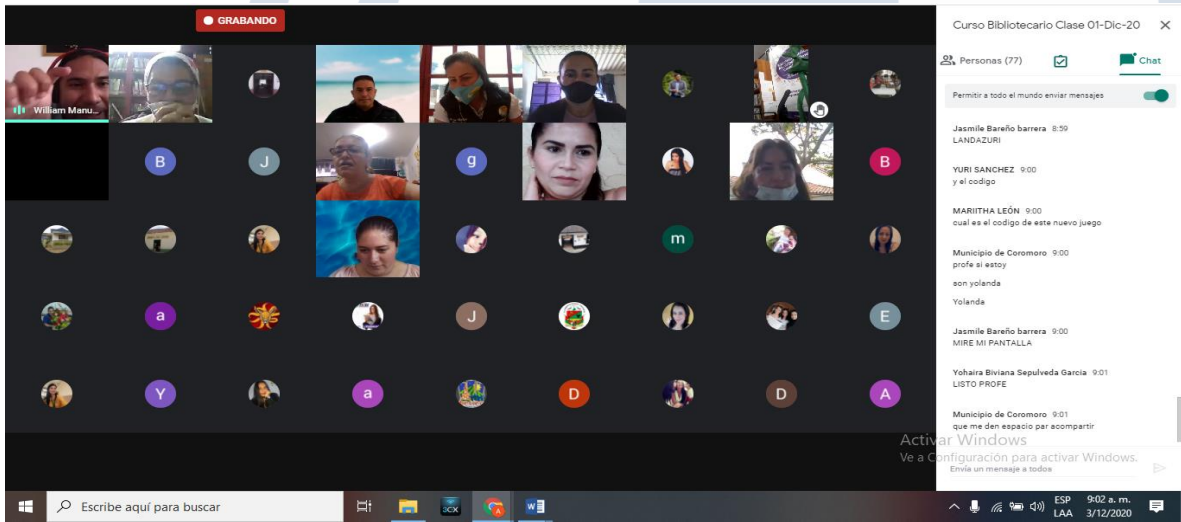 GRABANDO
William Manu...
B
J
g
B
m
a
J
E
Y
a
D
D
A
Curso Bibliotecario Clase 01-Dic-20
Personas (77)
Chat
Permitir a todo el mundo enviar mensajes
Jasmile Bareño barrera 8:59
LANDAZURI
YURI SANCHEZ 9:00
y el codigo
MARIITHA LEÓN 9:00
cual es el codigo de este nuevo juego
Municipio de Coromoro 9:00
profe si estoy
son yolanda
Yolanda
Jasmile Bareño barrera 9:00
MIRE MI PANTALLA
Yohaira Biviana Sepulveda Garcia 9:01
LISTO PROFE
Municipio de Coromoro 9:01
que me den espacio par acompartir
Activar Windows
Ve a Configuración para activar Windows.
Envía un mensaje a todos
Escribe aquí para buscar
ESP
LAA
9:02 a. m.
3/12/2020